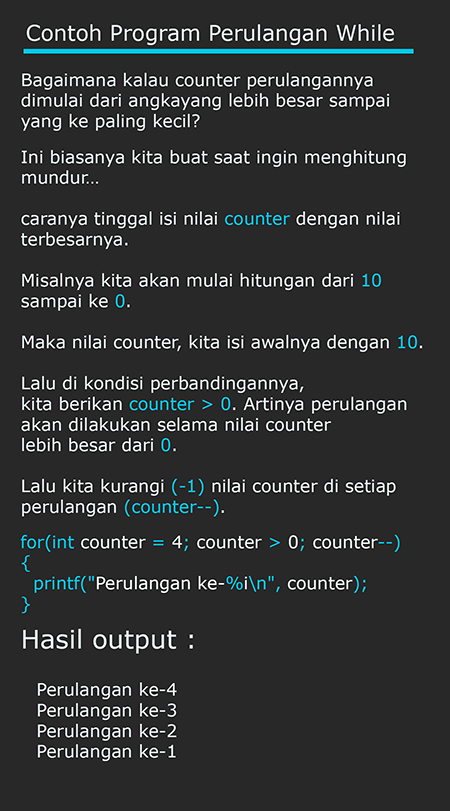 Contoh Program Perulangan While
Bagaimana kalau counter perulangannya
dimulai dari angkayang lebih besar sampai
yang ke paling kecil?
Ini biasanya kita buat saat ingin menghitung
mundur...
caranya tinggal isi nilai counter dengan nilai
terbesarnya.
Misalnya kita akan mulai hitungan dari 10
sampai ke 0.
Maka nilai counter, kita isi awalnya dengan 10.
Lalu di kondisi perbandingannya,
kita berikan counter > 0. Artinya perulangan
akan dilakukan selama nilai counter
lebih besar dari 0.
Lalu kita kurangi (-1) nilai counter di setiap
perulangan (counter--).
for(int counter = 4; counter > 0; counter--)
{
printf("Perulangan ke-%i\n", counter);
}
Hasil output :
Perulangan ke-4
Perulangan ke-3
Perulangan ke-2
Perulangan ke-1